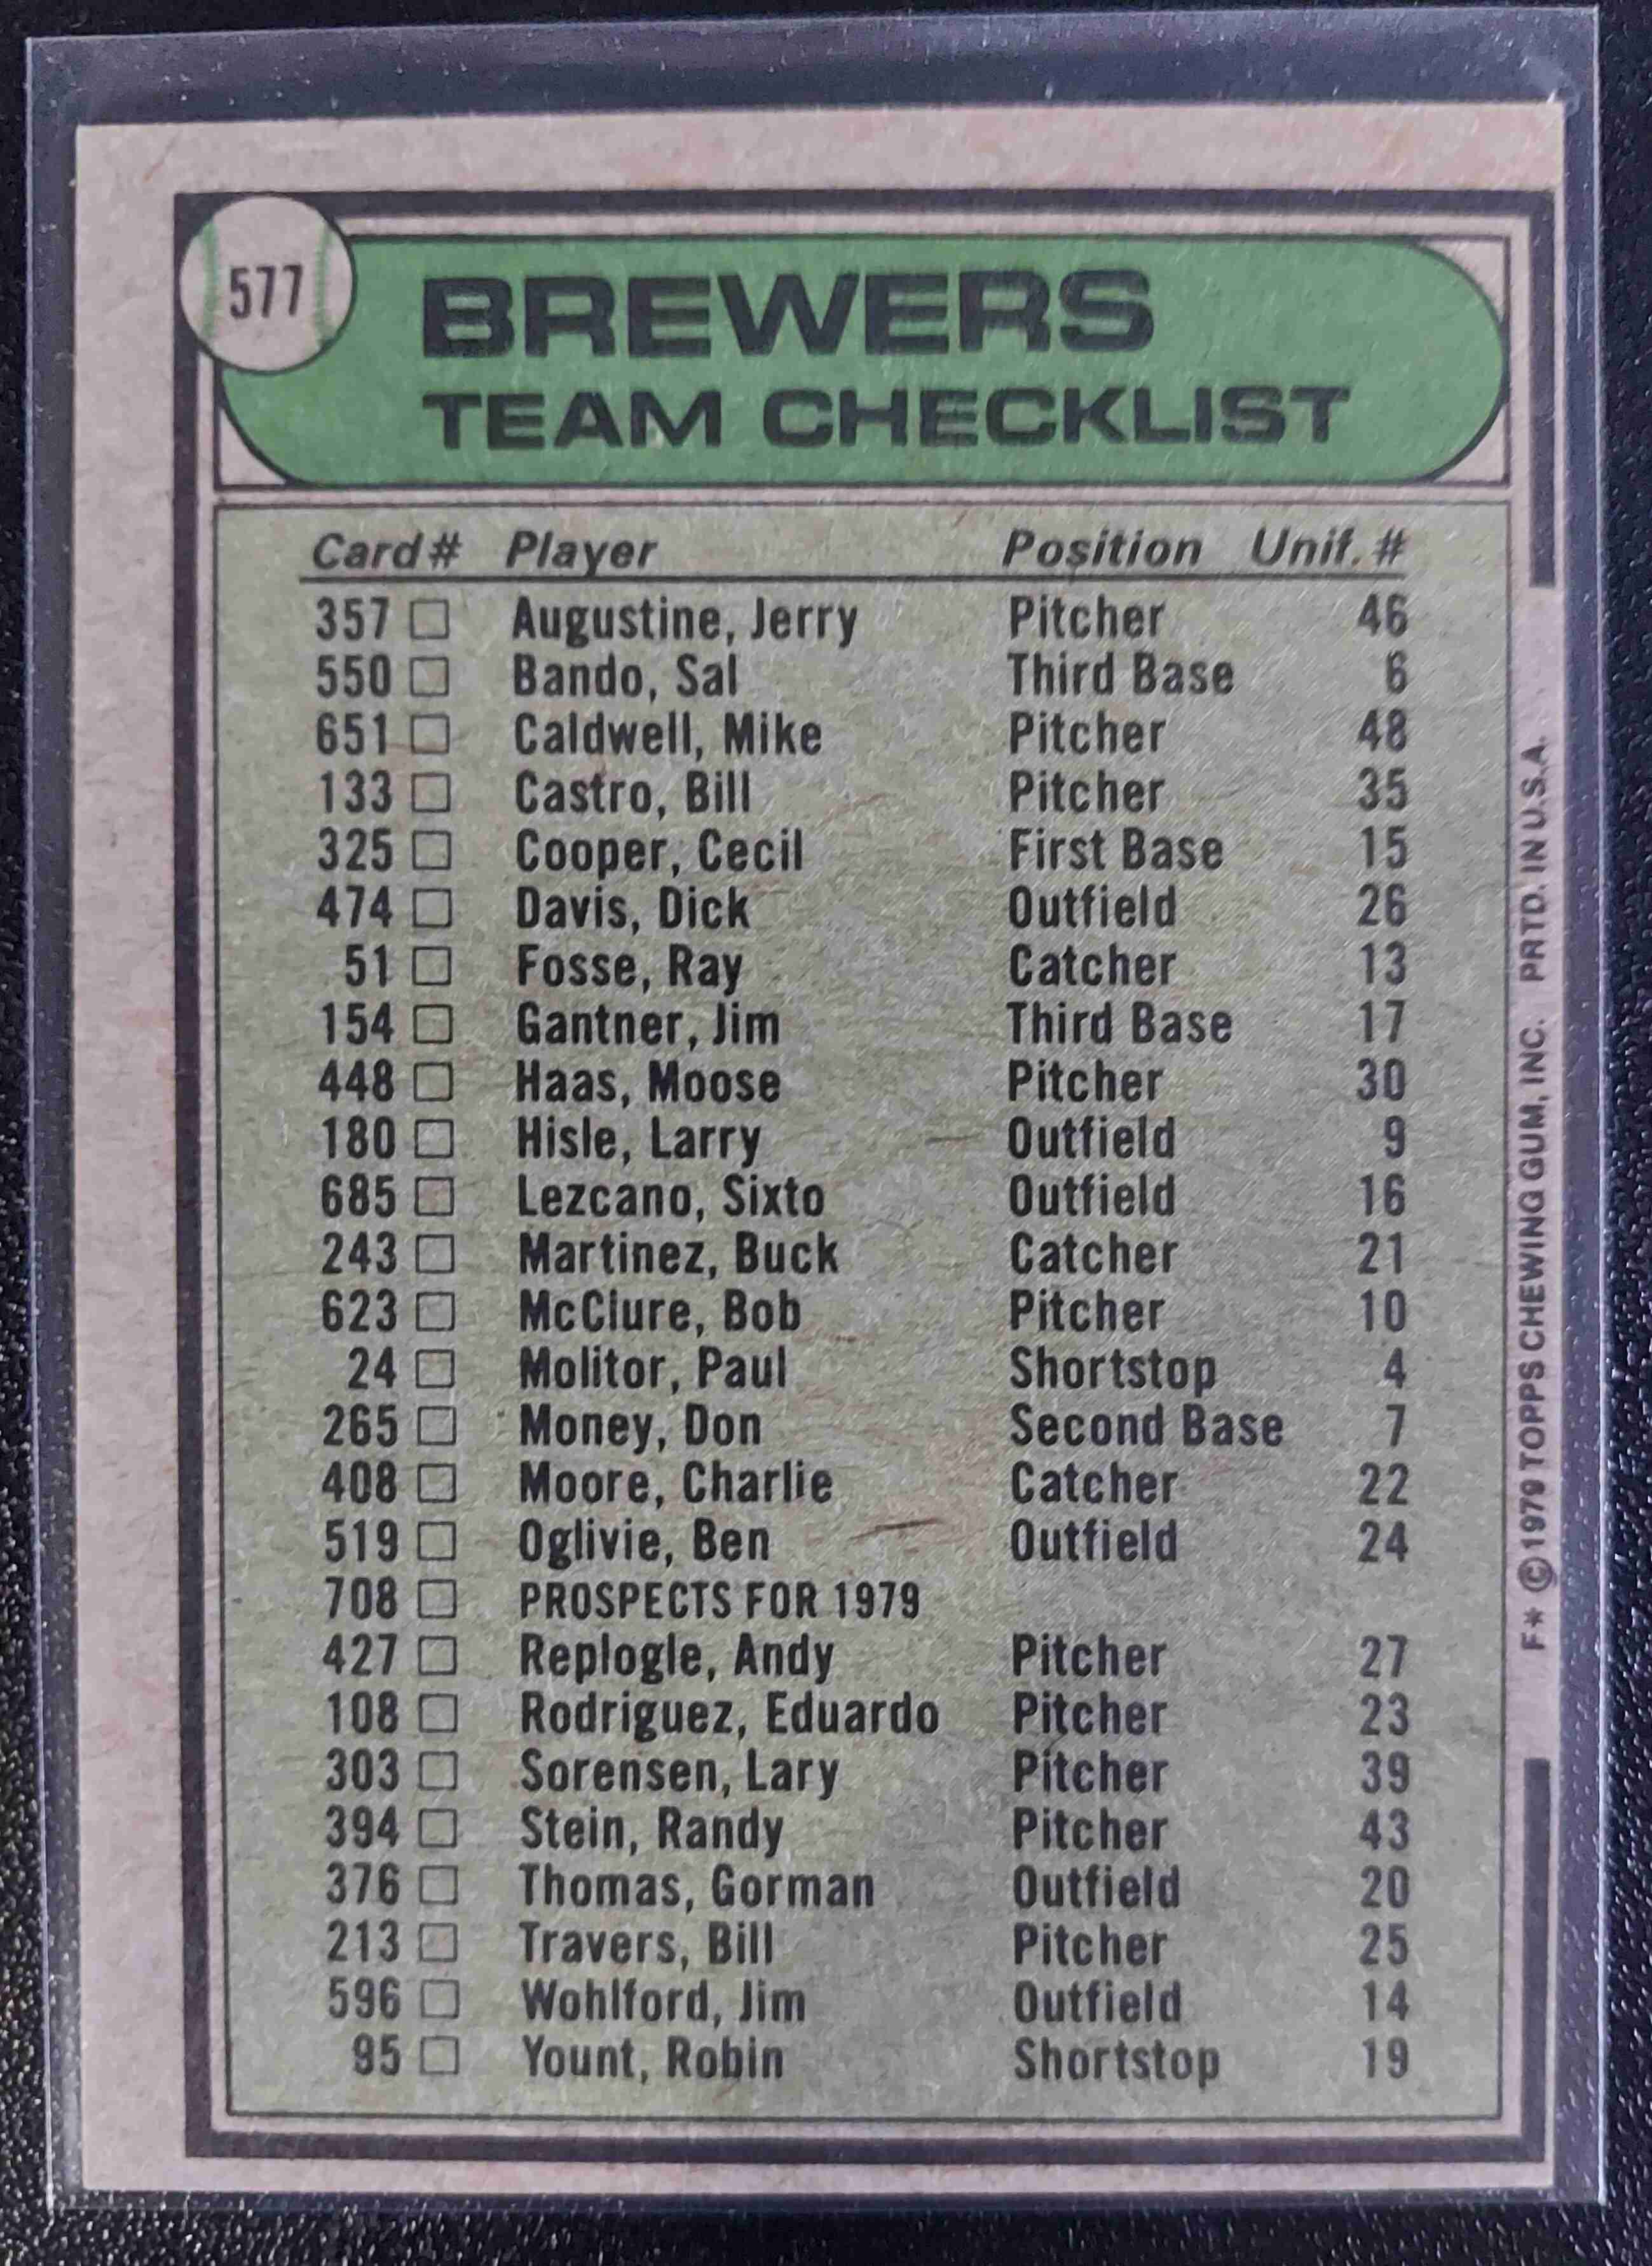 577
BREWERS
TEAM CHECKLIST
Card# Player Position Unif. #
357 Augustine, Jerry Pitcher 46
550 Bando, Sal Third Base 6
651 Caldwell, Mike Pitcher 48
133 Castro, Bill Pitcher 35
325 Cooper, Cecil First Base 15
474 Davis, Dick Outfield 26
51 Fosse, Ray Catcher 13
154 Gantner, Jim Third Base 17
448 Haas, Moose Pitcher 30
180 Hisle, Larry Outfield 9
685 Lezcano, Sixto Outfield 16
243 Martinez, Buck Catcher 21
623 McClure, Bob Pitcher 10
24 Molitor, Paul Shortstop 4
265 Money, Don Second Base 7
408 Moore, Charlie Catcher 22
519 Oglivie, Ben Outfield 24
708 PROSPECTS FOR 1979
427 Replogle, Andy Pitcher 27
108 Rodriguez, Eduardo Pitcher 23
303 Sorensen, Lary Pitcher 39
394 Stein, Randy Pitcher 43
376 Thomas, Gorman Outfield 20
213 Travers, Bill Pitcher 25
596 Wohlford, Jim Outfield 14
95 Yount, Robin Shortstop 19
F* © 1979 TOPPS CHEWING GUM, INC. PRTD. IN U.S.A.